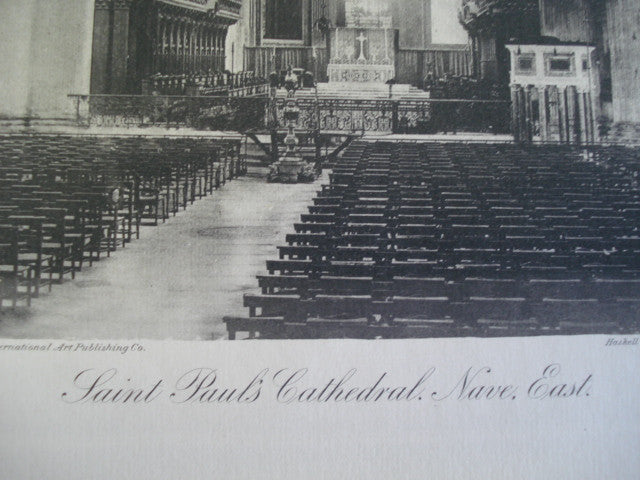 ernational Art Publishing Co.
Haskell
Saint Paul's Cathedral. Nave, East.